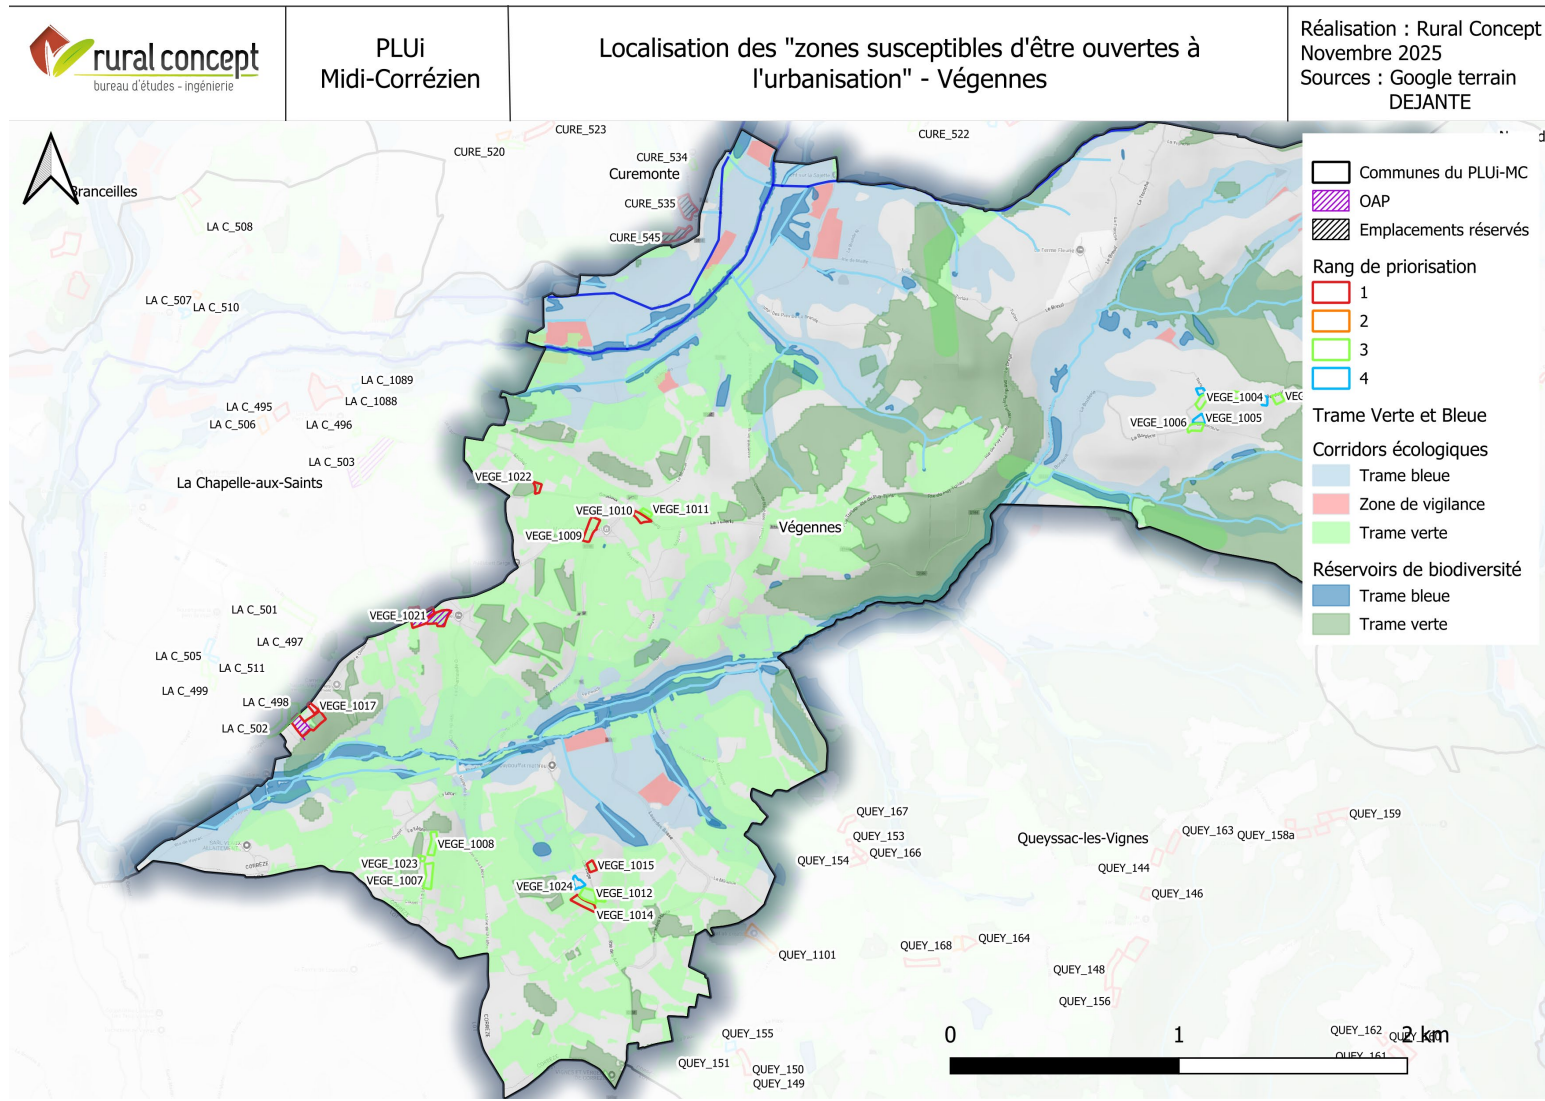 rural concept
bureau d'études - ingénierie
PLUi
Midi-Corrézien
Localisation des "zones susceptibles d'être ouvertes à
l'urbanisation" - Végennes
Réalisation : Rural Concept
Novembre 2025
Sources : Google terrain
DEJANTE
Communes du PLUi-MC
OAP
Emplacements réservés
Rang de priorisation
1
2
3
4
Trame Verte et Bleue
Corridors écologiques
Trame bleue
Zone de vigilance
Trame verte
Réservoirs de biodiversité
Trame bleue
Trame verte
CURE_523
CURE_522
CURE_520
CURE_534
Curemonte
Branceilles
CURE_535
LA C_508
CURE_545
LA C_507
LA C_510
LA C_1089
LA C_1088
LA C_495
LA C_506
LA C_496
LA C_503
La Chapelle-aux-Saints
VEGE_1004
VEGE_1005
VEGE_1006
VEGE_1022
VEGE_1010
VEGE_1011
VEGE_1009
Végennes
LA C_501
VEGE_1021
LA C_497
LA C_505
LA C_511
LA C_499
LA C_498
VEGE_1017
LA C_502
QUEY_167
QUEY_159
QUEY_153
Queyssac-les-Vignes
QUEY_163
QUEY_158a
VEGE_1008
QUEY_166
QUEY_154
QUEY_144
VEGE_1023
VEGE_1015
VEGE_1007
VEGE_1024
VEGE_1012
QUEY_146
VEGE_1014
QUEY_168
QUEY_164
QUEY_1101
QUEY_148
QUEY_156
QUEY_155
QUEY_162
QUEY_151
QUEY_161
QUEY_150
QUEY_149
0
1
2 km
CORRÈZE
CORRÈZE